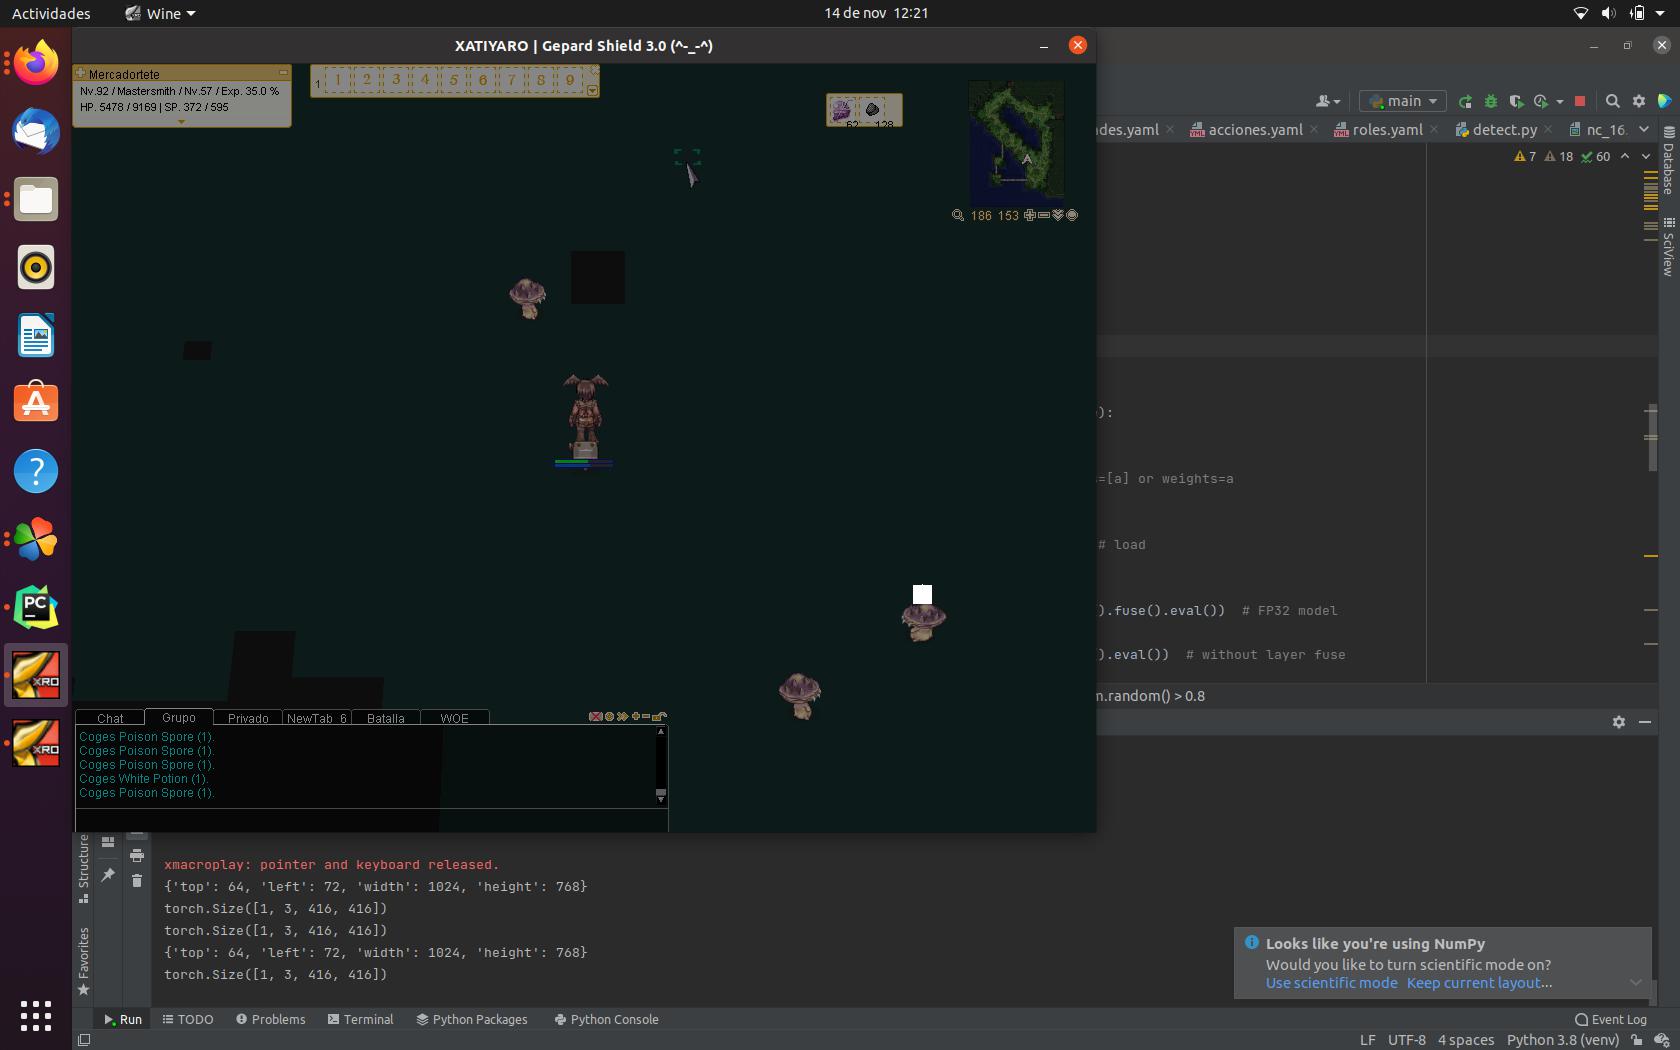 Actividades
Wine
14 de nov 12:21
XATIYARO | Gepard Shield 3.0 (^-_-^)
Mercadortete
Nv.92 / Mastersmith / Nv.57 / Exp. 35.0 %
HP. 5478 / 9169 | SP. 372 / 595
1 1 2 3 4 5 6 7 8 9
62 128
186 153
main
des.yaml
acciones.yaml
roles.yaml
detect.py
nc_16.
7 18 60
Database
SciView
):
=[a] or weights=a
# load
).fuse().eval()) # FP32 model
).eval()) # without layer fuse
m.random() > 0.8
PC
XRO
XRO
Chat Grupo Privado NewTab_6 Batalla WOE
Coges Poison Spore (1).
Coges Poison Spore (1).
Coges Poison Spore (1).
Coges White Potion (1).
Coges Poison Spore (1).
Structure
Favorites
xmacroplay: pointer and keyboard released.
{'top': 64, 'left': 72, 'width': 1024, 'height': 768}
torch.Size([1, 3, 416, 416])
torch.Size([1, 3, 416, 416])
{'top': 64, 'left': 72, 'width': 1024, 'height': 768}
torch.Size([1, 3, 416, 416])
Looks like you're using NumPy
Would you like to turn scientific mode on?
Use scientific mode Keep current layout...
Run TODO Problems Terminal Python Packages Python Console
Event Log
LF UTF-8 4 spaces Python 3.8 (venv)